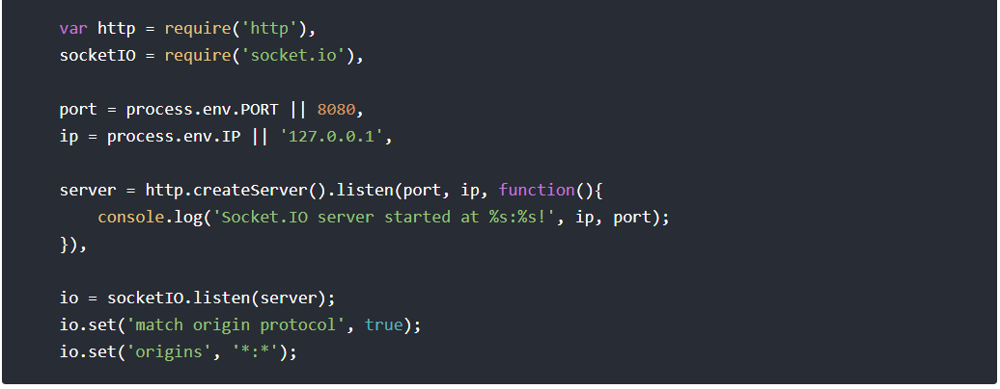 var http = require('http'),
socketIO = require('socket.io'),
port = process.env.PORT || 8080,
ip = process.env.IP || '127.0.0.1',
server = http.createServer().listen(port, ip, function(){
console.log('Socket.IO server started at %s:%s!', ip, port);
}),
io = socketIO.listen(server);
io.set('match origin protocol', true);
io.set('origins', '*:*');